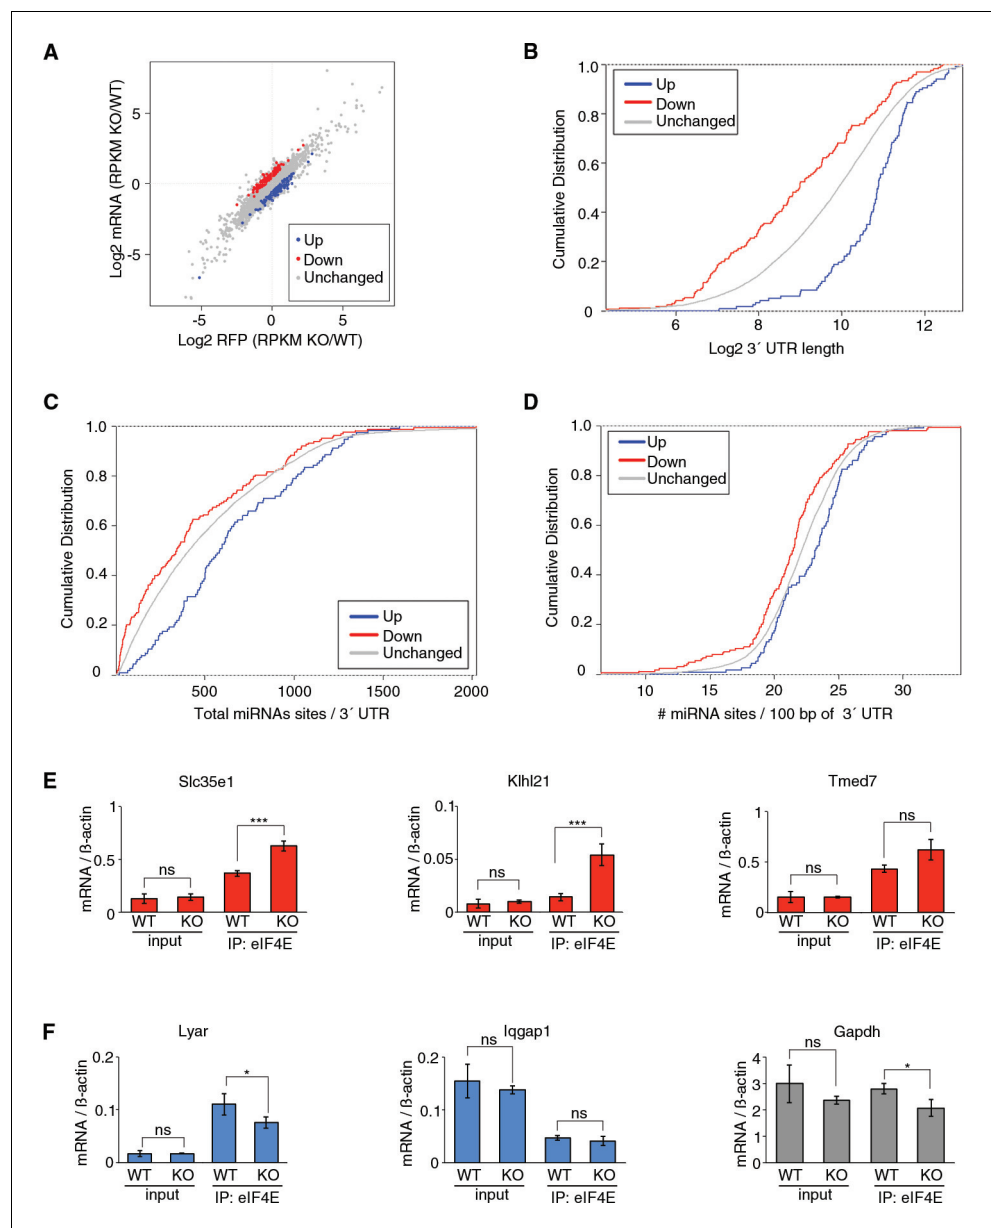 A
Log2 mRNA (RPKM KO/WT)
5
0
-5
Up
Down
Unchanged
-5
0
5
Log2 RFP (RPKM KO/WT)
B
Cumulative Distribution
1.0
0.8
0.6
0.4
0.2
0
Up
Down
Unchanged
6
8
10
12
Log2 3´ UTR length
C
Cumulative Distribution
1.0
0.8
0.6
0.4
0.2
0
Up
Down
Unchanged
500
1000
1500
2000
Total miRNAs sites / 3´ UTR
D
Cumulative Distribution
1.0
0.8
0.6
0.4
0.2
0
Up
Down
Unchanged
10
15
20
25
30
# miRNA sites / 100 bp of 3´ UTR
E
Slc35e1
mRNA / ß-actin
1
0.5
0
ns
***
WT KO WT KO
input IP: eIF4E
Klhl21
mRNA / ß-actin
0.1
0.05
0
ns
***
WT KO WT KO
input IP: eIF4E
Tmed7
mRNA / ß-actin
1
0.5
0
ns
ns
WT KO WT KO
input IP: eIF4E
F
Lyar
mRNA / ß-actin
0.2
0.1
0
ns
*
WT KO WT KO
input IP: eIF4E
Iqgap1
mRNA / ß-actin
0.2
0.1
0
ns
ns
WT KO WT KO
input IP: eIF4E
Gapdh
mRNA / ß-actin
4
3
2
1
0
ns
*
WT KO WT KO
input IP: eIF4E